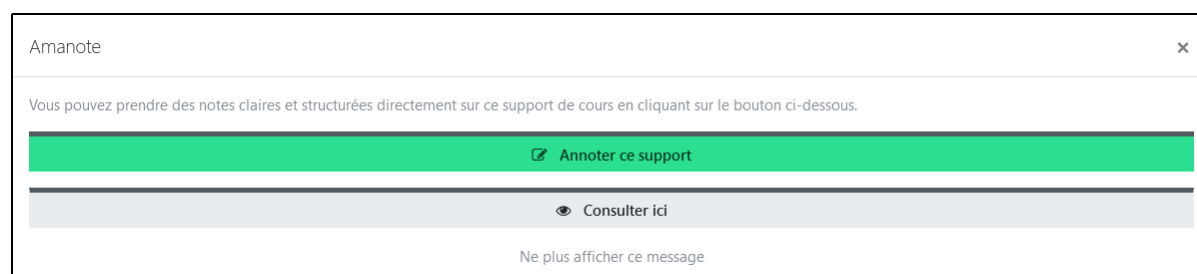 Amanote
Vous pouvez prendre des notes claires et structurées directement sur ce support de cours en cliquant sur le bouton ci-dessous.
Annoter ce support
Consulter ici
Ne plus afficher ce message